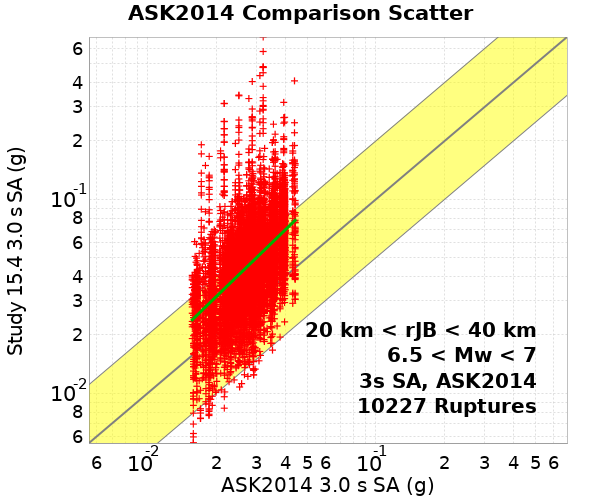 ASK2014 Comparison Scatter
Study 15.4 3.0 s SA (g)
6
4
3
2
10-1
8
6
4
3
2
10-2
8
6
20 km < rJB < 40 km
6.5 < Mw < 7
3s SA, ASK2014
10227 Ruptures
6 10-2 2 3 4 5 6 10-1 2 3 4 5 6
ASK2014 3.0 s SA (g)